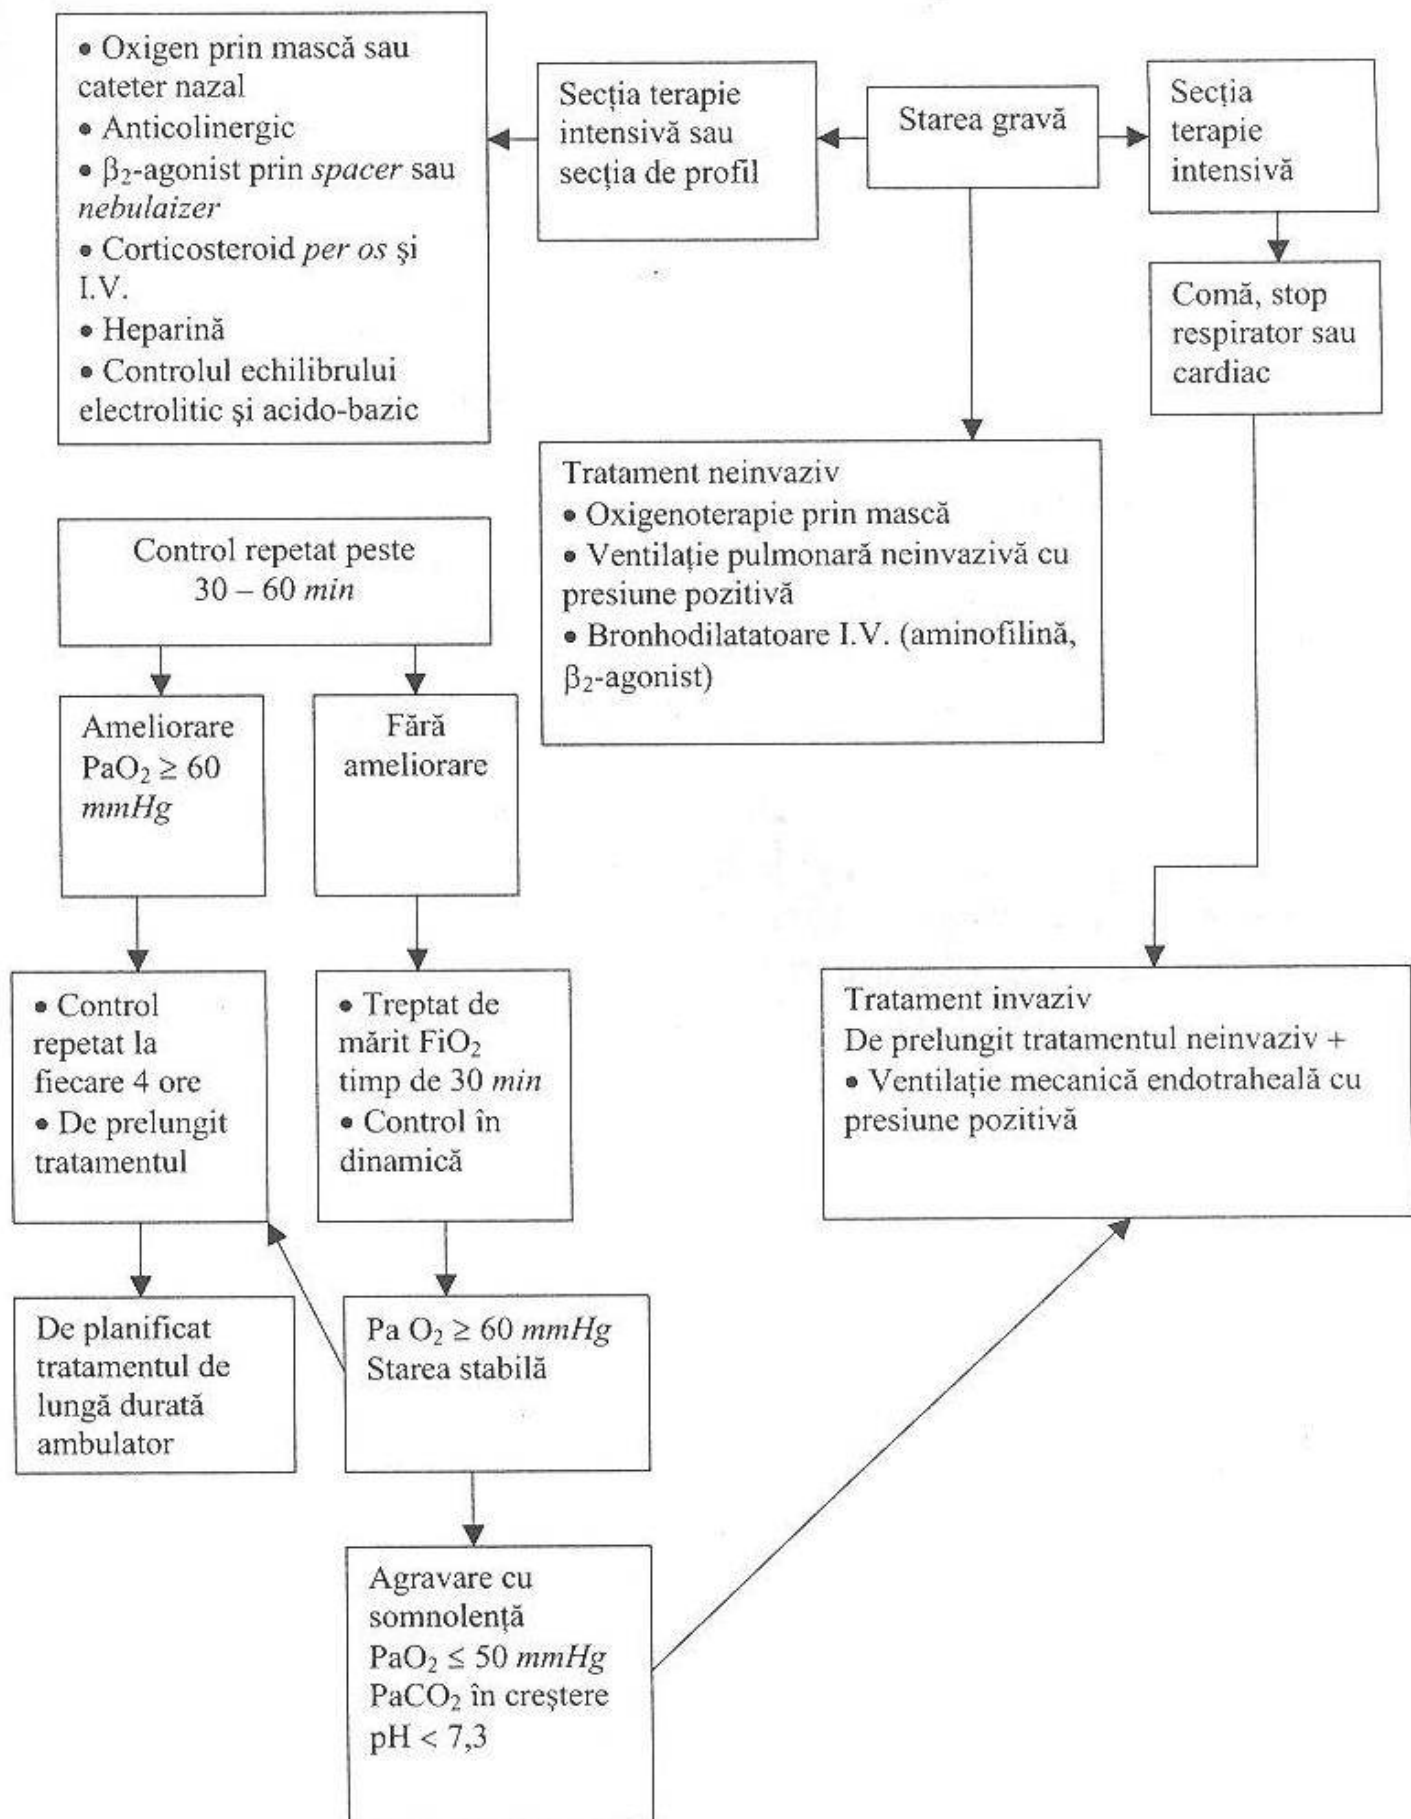 • Oxigen prin mască sau
cateter nazal
• Anticolinergic
• β₂-agonist prin spacer sau
nebulaizer
• Corticosteroid per os şi
I.V.
• Heparină
• Controlul echilibrului
electrolitic şi acido-bazic
Secţia terapie
intensivă sau
secţia de profil
Starea gravă
Secţia
terapie
intensivă
Comă, stop
respirator sau
cardiac
Tratament neinvaziv
• Oxigenoterapie prin mască
• Ventilaţie pulmonară neinvazivă cu
presiune pozitivă
• Bronhodilatatoare I.V. (aminofilină,
β₂-agonist)
Control repetat peste
30 – 60 min
Ameliorare
PaO₂ ≥ 60
mmHg
Fără
ameliorare
• Control
repetat la
fiecare 4 ore
• De prelungit
tratamentul
• Treptat de
mărit FiO₂
timp de 30 min
• Control în
dinamică
Tratament invaziv
De prelungit tratamentul neinvaziv +
• Ventilaţie mecanică endotraheală cu
presiune pozitivă
De planificat
tratamentul de
lungă durată
ambulator
Pa O₂ ≥ 60 mmHg
Starea stabilă
Agravare cu
somnolenţă
PaO₂ ≤ 50 mmHg
PaCO₂ în creştere
pH < 7,3